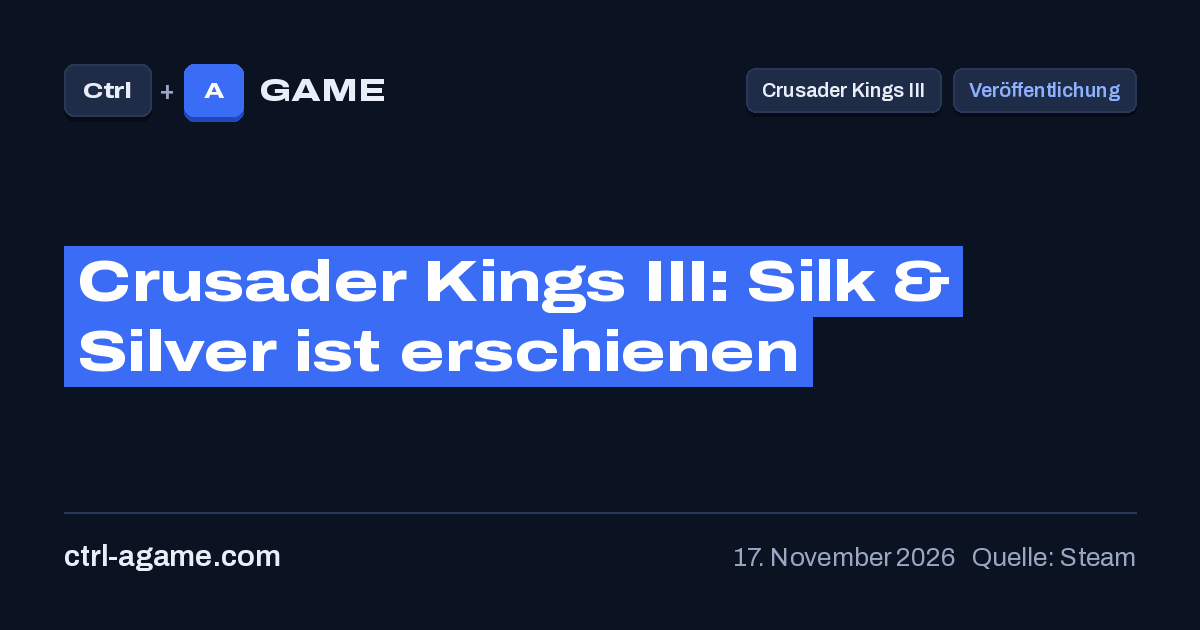 Ctrl + A GAME
Crusader Kings III
Veröffentlichung
Crusader Kings III: Silk &
Silver ist erschienen
ctrl-agame.com
17. November 2026 Quelle: Steam